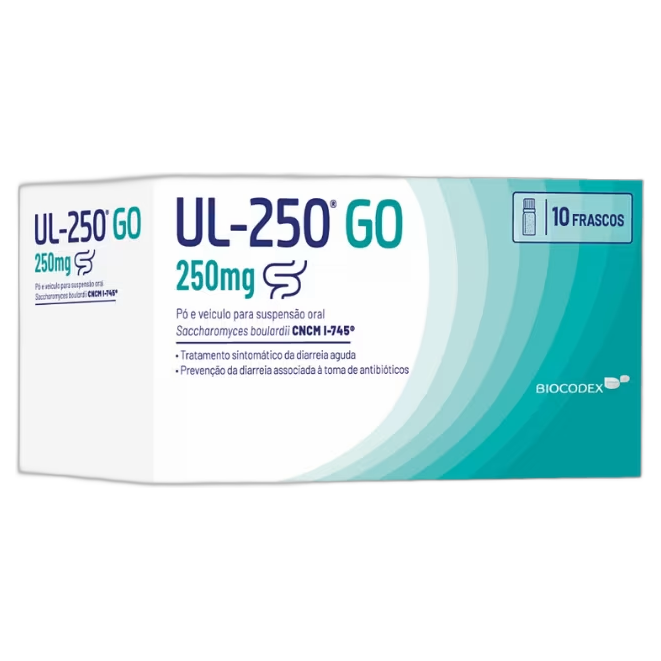 UL-250® GO
250mg
Pó e veículo para suspensão oral
Saccharomyces boulardii CNCM I-745®
UL-250® GO
250mg
Pó e veículo para suspensão oral
Saccharomyces boulardii CNCM I-745®
• Tratamento sintomático da diarreia aguda
• Prevenção da diarreia associada à toma de antibióticos
10 FRASCOS
BIOCODEX